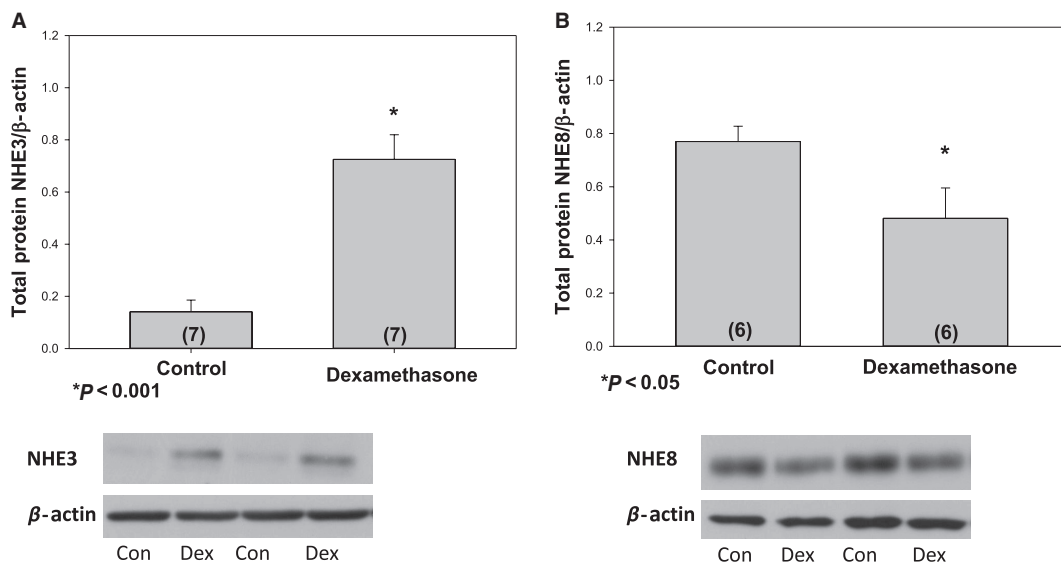 A
Total protein NHE3/β-actin
1.2
1.0
0.8
0.6
0.4
0.2
0.0
*
(7)
(7)
Control
Dexamethasone
*P < 0.001
NHE3
β-actin
Con Dex Con Dex
B
Total protein NHE8/β-actin
1.2
1.0
0.8
0.6
0.4
0.2
0.0
*
(6)
(6)
Control
Dexamethasone
*P < 0.05
NHE8
β-actin
Con Dex Con Dex